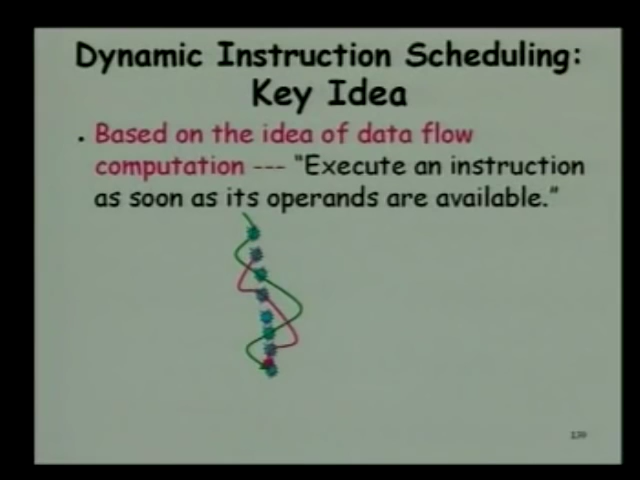 Dynamic Instruction Scheduling:
Key Idea
. Based on the idea of data flow
computation --- “Execute an instruction
as soon as its operands are available.”